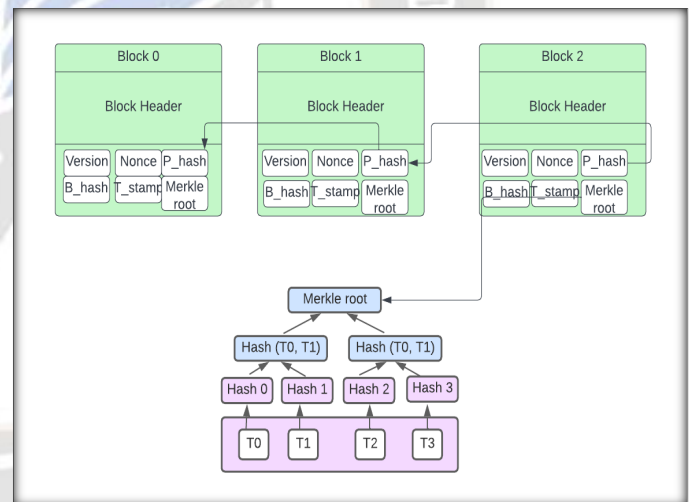 Block 0
Block 1
Block 2
Block Header
Block Header
Block Header
Version Nonce P_hash
B_hash T_stamp Merkle root
Version Nonce P_hash
B_hash T_stamp Merkle root
Version Nonce P_hash
B_hash T_stamp Merkle root
Merkle root
Hash (T0, T1)
Hash (T0, T1)
Hash 0
Hash 1
Hash 2
Hash 3
T0
T1
T2
T3